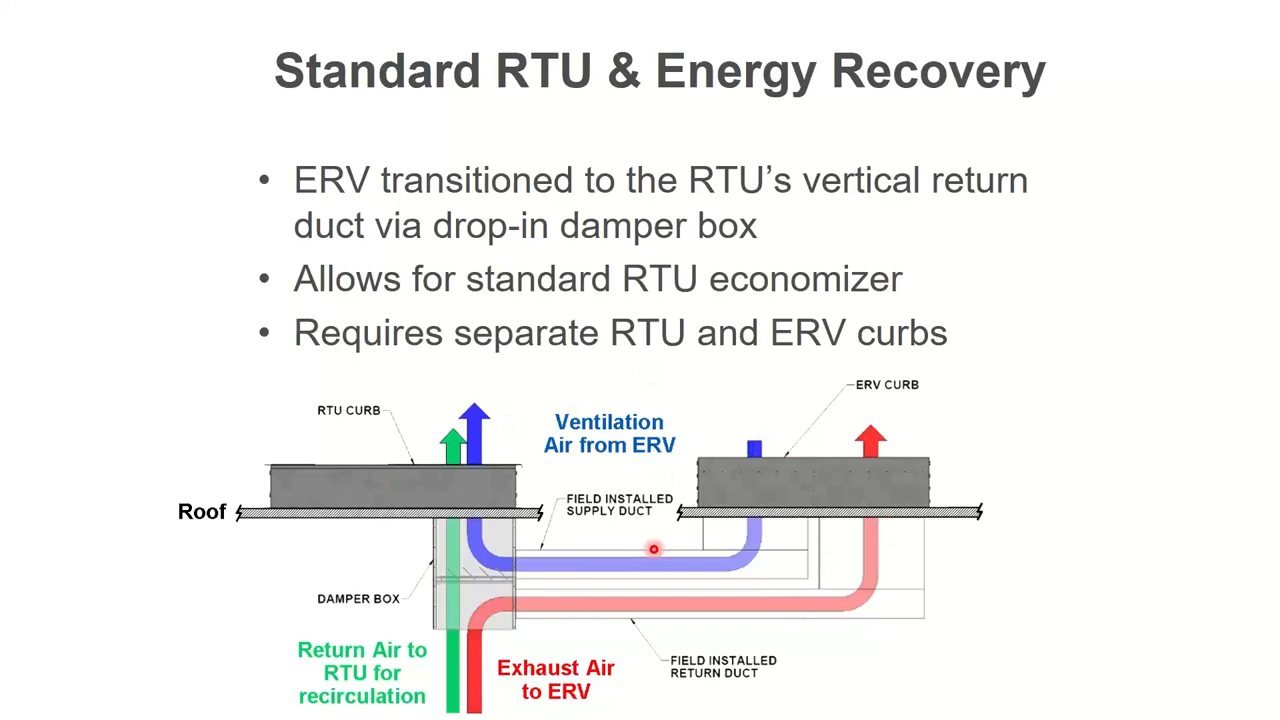 Standard RTU & Energy Recovery
• ERV transitioned to the RTU’s vertical return
duct via drop-in damper box
• Allows for standard RTU economizer
• Requires separate RTU and ERV curbs
ERV CURB
RTU CURB
Ventilation
Air from ERV
FIELD INSTALLED
SUPPLY DUCT
Roof
DAMPER BOX
Return Air to
RTU for
recirculation
Exhaust Air
to ERV
FIELD INSTALLED
RETURN DUCT